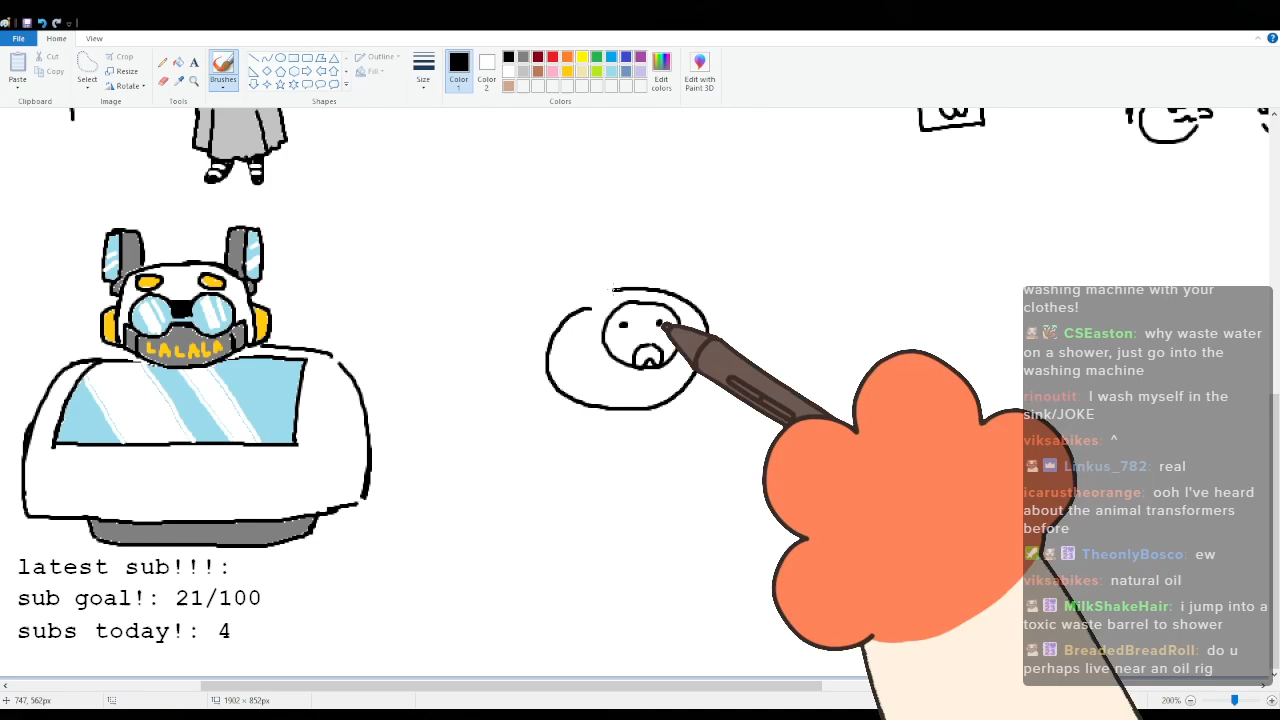 File
Home
View
Cut
Copy
Paste
Clipboard
Crop
Resize
Rotate
Select
Image
Tools
Brushes
Outline
Fill
Shapes
Size
Color
1
Color
2
Edit
colors
Edit with
Paint 3D
Colors
LALALA
washing machine with your
clothes!
CSEaston: why waste water
on a shower, just go into the
washing machine
rinoutit: I wash myself in the
sink/JOKE
viksabikes: ^
Linkus_782: real
icarustheorange: ooh I've heard
about the animal transformers
before
TheonlyBosco: ew
viksabikes: natural oil
MilkShakeHair: i jump into a
toxic waste barrel to shower
BreadedBreadRoll: do u
perhaps live near an oil rig
latest sub!!!:
sub goal!: 21/100
subs today!: 4
747, 562px
1902 × 852px
200%